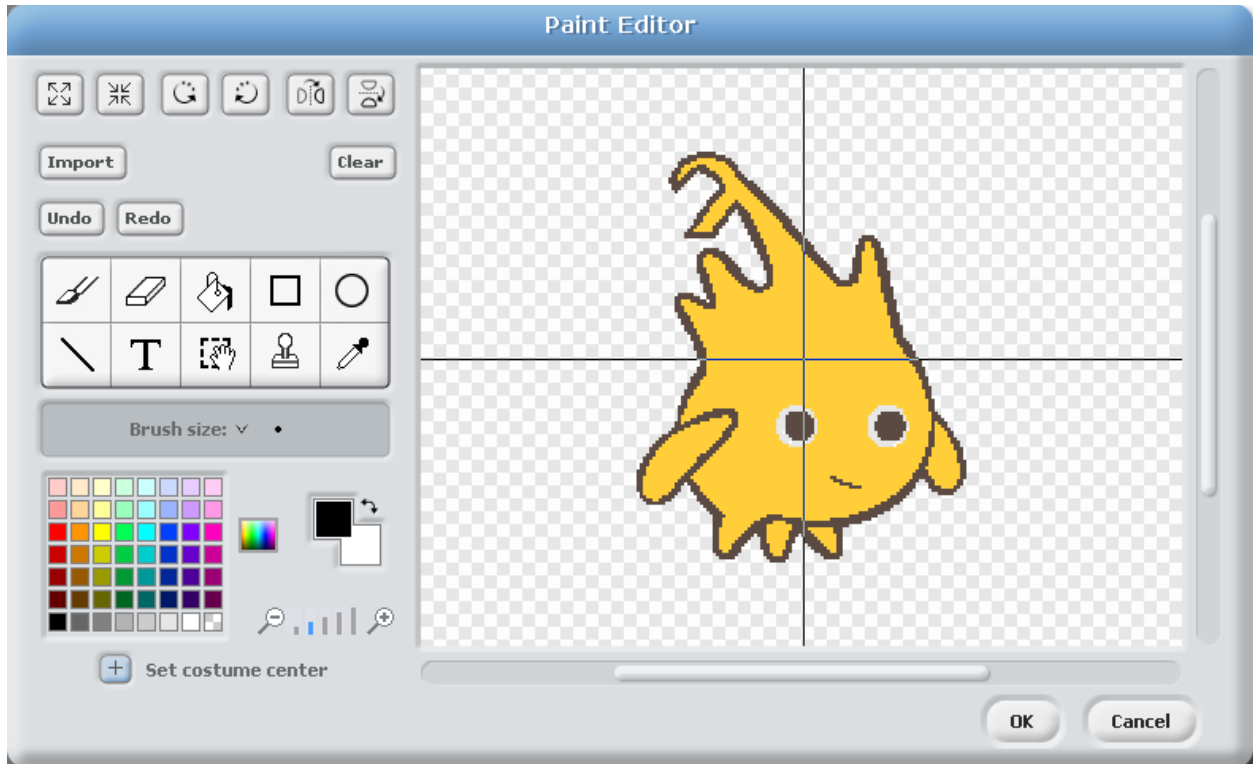 Paint Editor
Import
Clear
Undo
Redo
T
Brush size:
Set costume center
OK
Cancel